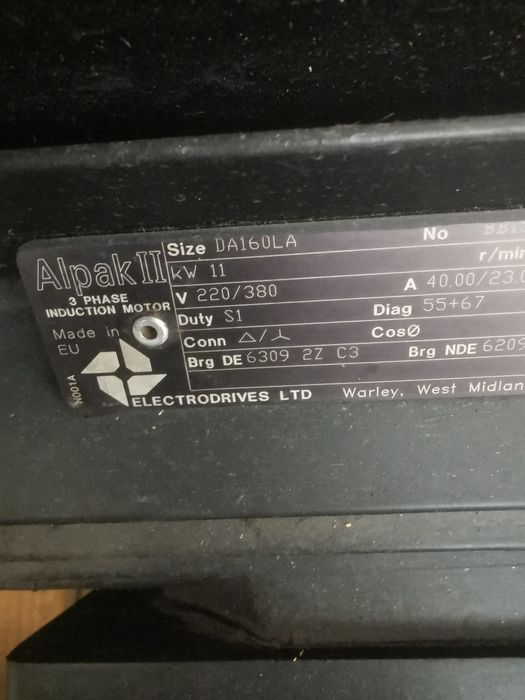 Alpak II
3 PHASE
INDUCTION MOTOR
Made in
EU
N001A
Size DA160LA No
kW 11 r/min
V 220/380 A 40.00/23.0
Duty S1 Diag 55+67
Conn △/⅄ CosØ
Brg DE 6309 2Z C3 Brg NDE 6209
ELECTRODRIVES LTD Warley, West Midlan